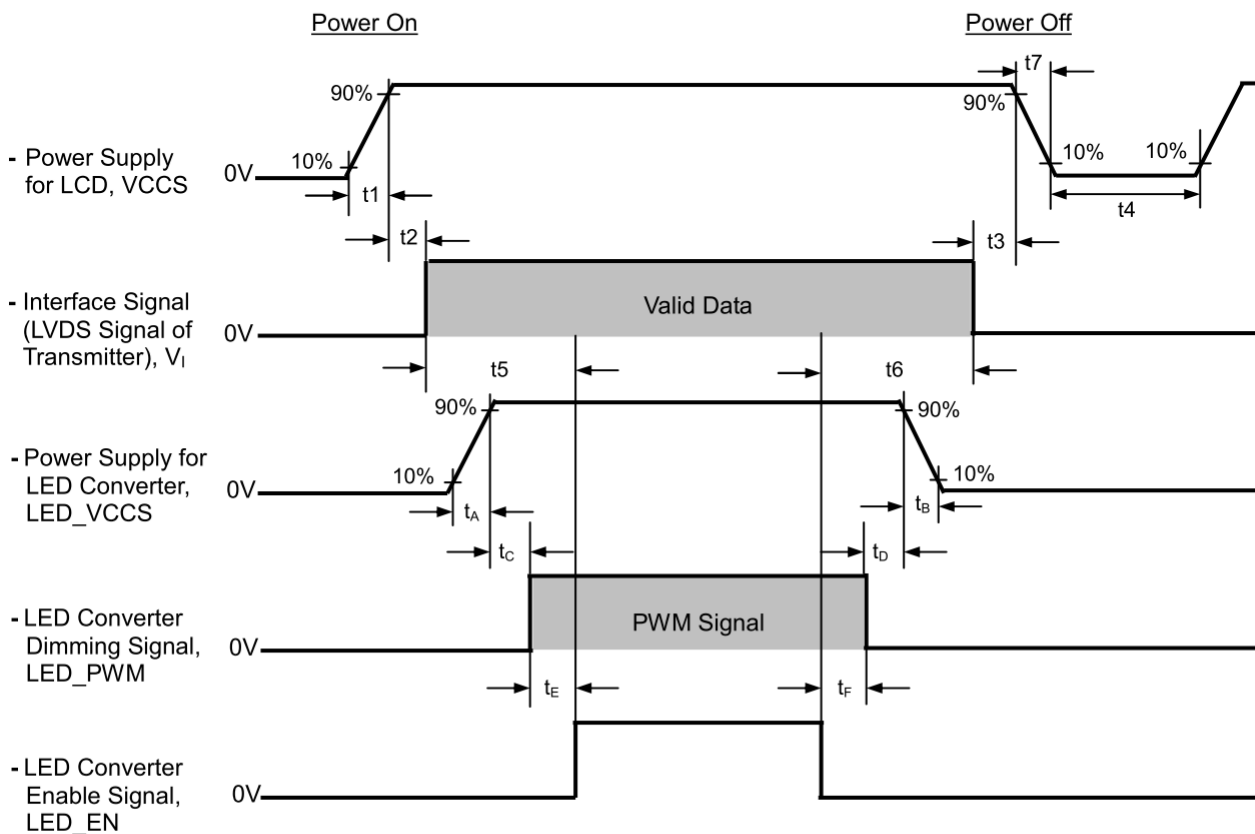 Power On
Power Off
t7
90%
90%
- Power Supply
for LCD, VCCS
10%
10%
10%
0V
t1
t4
t2
t3
- Interface Signal
(LVDS Signal of
Transmitter), VI
0V
Valid Data
t5
t6
90%
90%
- Power Supply for
LED Converter,
LED_VCCS
10%
10%
0V
tA
tB
tC
tD
- LED Converter
Dimming Signal,
LED_PWM
0V
PWM Signal
tE
tF
- LED Converter
Enable Signal,
LED_EN
0V